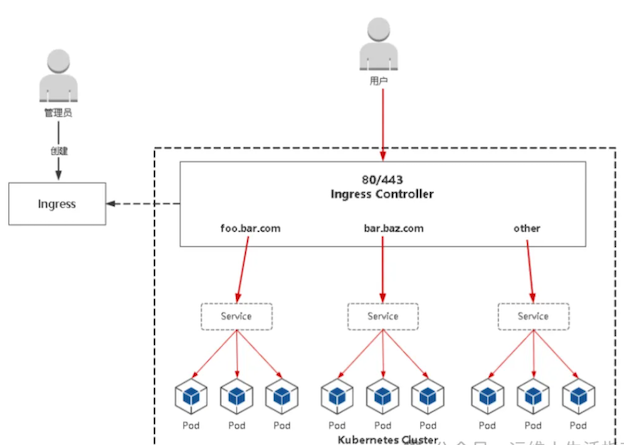 用户
管理员
创建
Ingress
80/443
Ingress Controller
foo.bar.com
bar.baz.com
other
Service
Service
Service
Pod
Pod
Pod
Pod
Pod
Pod
Pod
Pod
Pod
Kubernetes Cluster